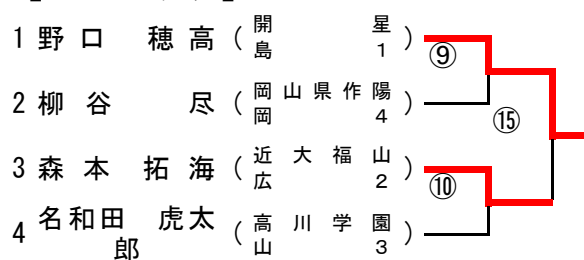 1 野口 穂高 (開星 島1)
⑨
2 柳谷 尽 (岡山県作陽 岡4)
⑮
3 森本 拓海 (近大福山 広2)
⑩
4 名和田 虎太郎 (高川学園 山3)